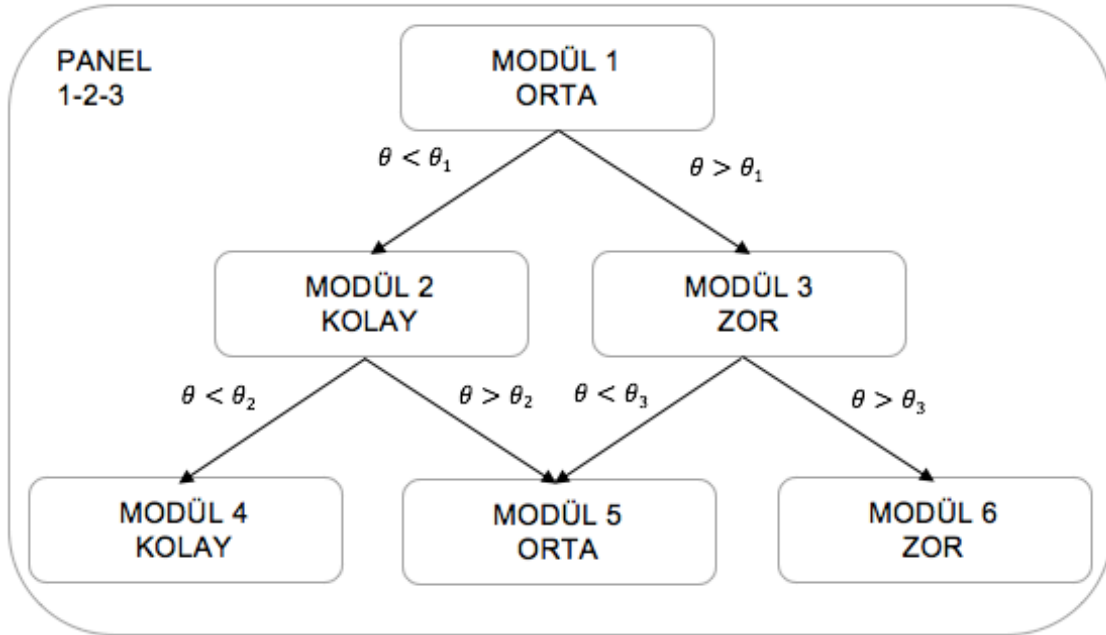 PANEL
1-2-3
MODÜL 1
ORTA
θ < θ₁
θ > θ₁
MODÜL 2
KOLAY
MODÜL 3
ZOR
θ < θ₂
θ > θ₂
θ < θ₃
θ > θ₃
MODÜL 4
KOLAY
MODÜL 5
ORTA
MODÜL 6
ZOR